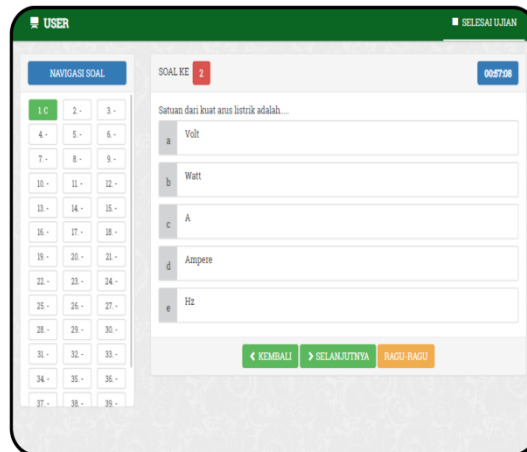 USER
SELESAI UJIAN
NAVIGASI SOAL
1. C 2. - 3. -
4. - 5. - 6. -
7. - 8. - 9. -
10. - 11. - 12. -
13. - 14. - 15. -
16. - 17. - 18. -
19. - 20. - 21. -
22. - 23. - 24. -
25. - 26. - 27. -
28. - 29. - 30. -
31. - 32. - 33. -
34. - 35. - 36. -
37. - 38. - 39. -
SOAL KE 2
00:57:08
Satuan dari kuat arus listrik adalah....
a Volt
b Watt
c A
d Ampere
e Hz
KEMBALI SELANJUTNYA RAGU-RAGU